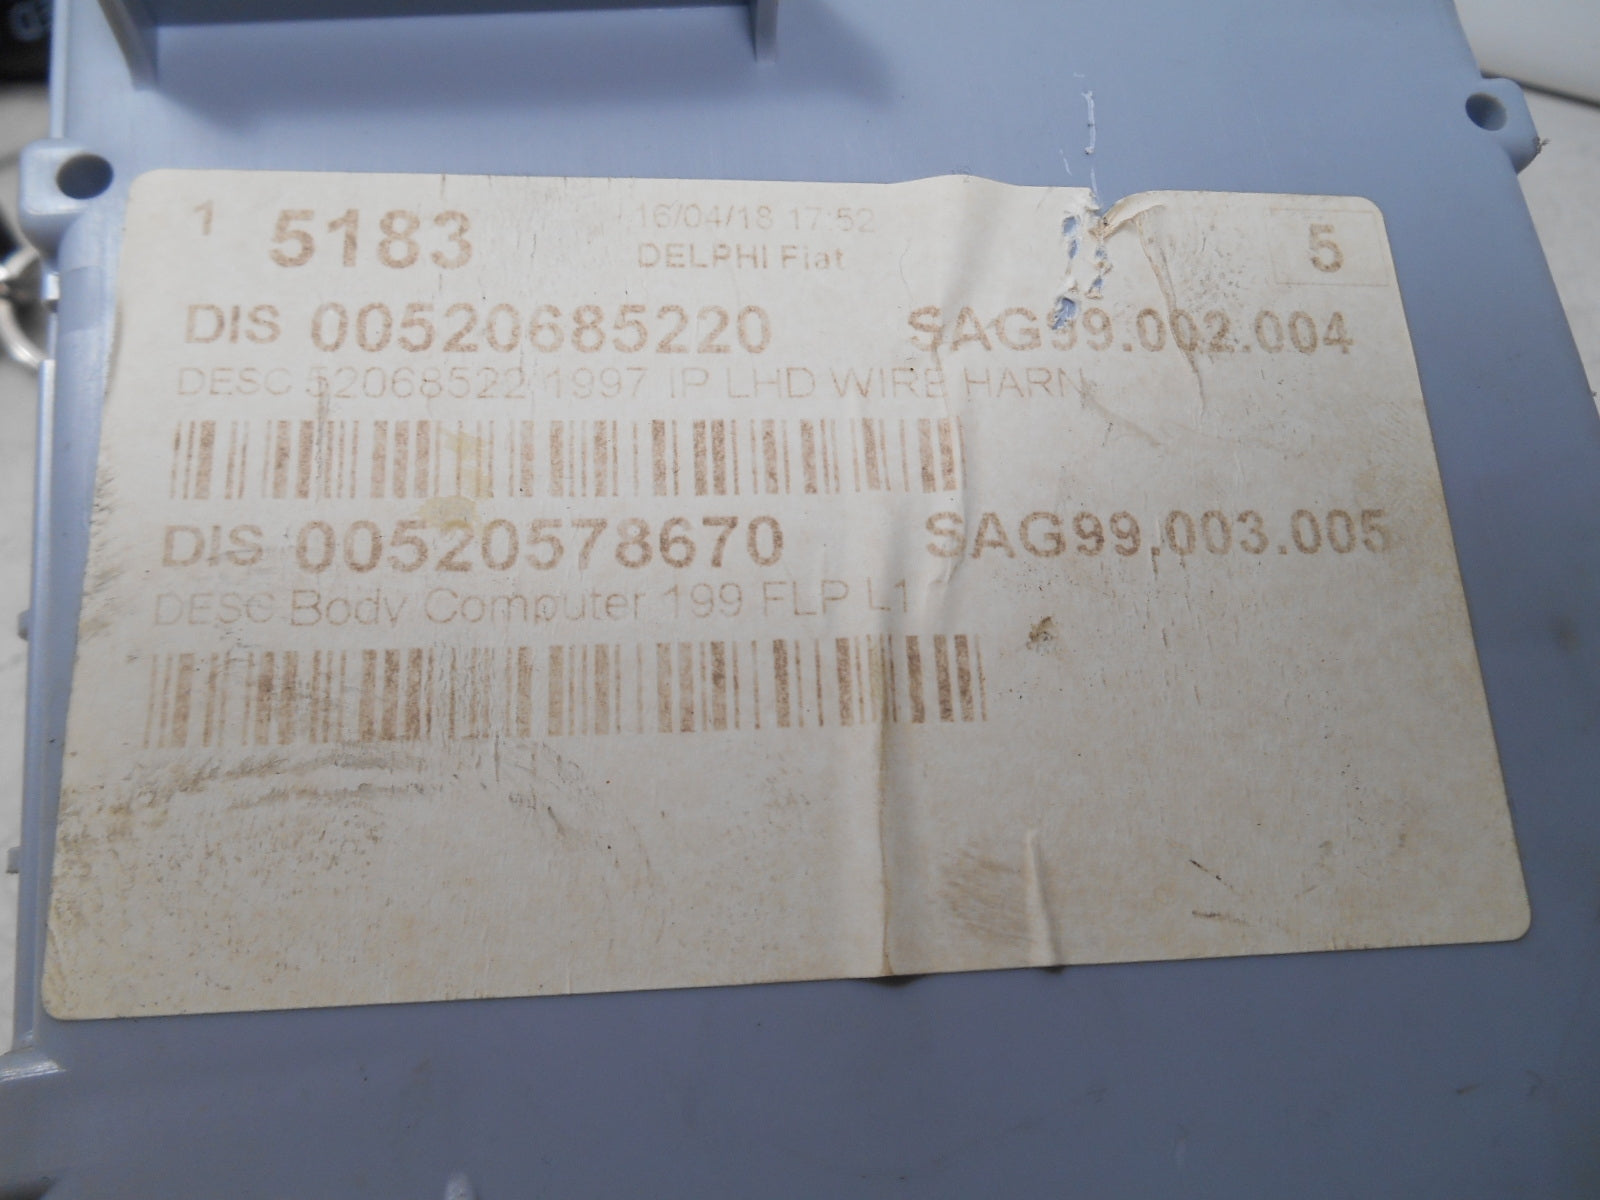 1 5183 16/04/18 17:52 5
DELPHI Fiat
DIS 00520685220 SAG99.002.004
DESC 52068522 1997 IP LHD WIRE HARN
DIS 00520578670 SAG99.003.005
DESC Body Computer 199 FLP L1